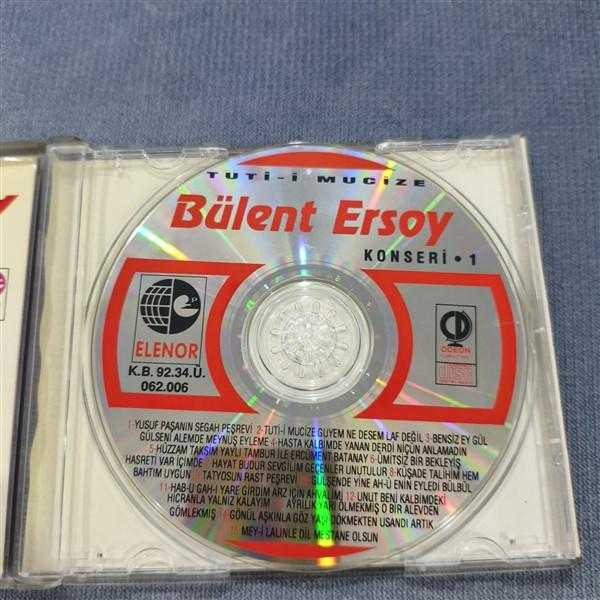 TUTİ-İ MUCİZE
Bülent Ersoy
KONSERİ • 1
ELENOR
K.B. 92.34.Ü.
062.006
CD
ODEON
1-YUSUF PAŞANIN SEGAH PEŞREVİ 2-TUTİ-İ MUCİZE GUYEM NE DESEM LAF DEĞİL 3-BENSİZ EY GÜL
GÜLSENİ ALEMDE MEYNUŞ EYLEME 4-HASTA KALBİMDE YANAN DERDİ NİÇÜN ANLAMADIN
5-HÜZZAM TAKSİM YAYLI TAMBUR İLE ERCÜMENT BATANAY 6-ÜMİTSİZ BİR BEKLEYİŞ
HASRETİ VAR İÇİMDE HAYAT BUDUR SEVGİLİM GEÇENLER UNUTULUR 8-KUŞADE TALİHİM HEM
BAHTIM UYGUN TATYOSUN RAST PEŞREVİ GÜLŞENDE YİNE AH-Ü ENİN EYLEDİ BÜLBÜL
11-HAB-U GAH-I YARE GİRDİM ARZ İÇİN AHVALİMİ 12 UNUT BENİ KALBİMDEKİ
HİCRANLA YALNIZ KALAYIM AYRILIK YARI ÖLMEKMİŞ O BİR ALEVDEN
GÖMLEKMİŞ 14 GÖNÜL AŞKINLA GÖZ YAŞI DÖKMEKTEN USANDI ARTIK
15 MEY-İ LALİNLE DİL MESTANE OLSUN